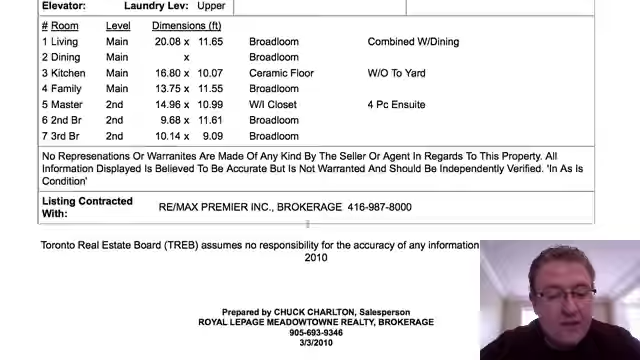 Elevator: Laundry Lev: Upper
# Room Level Dimensions (ft)
1 Living Main 20.08 x 11.65 Broadloom Combined W/Dining
2 Dining Main x Broadloom
3 Kitchen Main 16.80 x 10.07 Ceramic Floor W/O To Yard
4 Family Main 13.75 x 11.55 Broadloom
5 Master 2nd 14.96 x 10.99 W/I Closet 4 Pc Ensuite
6 2nd Br 2nd 9.68 x 11.61 Broadloom
7 3rd Br 2nd 10.14 x 9.09 Broadloom
No Represenations Or Warranites Are Made Of Any Kind By The Seller Or Agent In Regards To This Property. All
Information Displayed Is Believed To Be Accurate But Is Not Warranted And Should Be Independently Verified. 'In As Is
Condition'
Listing Contracted
With: RE/MAX PREMIER INC., BROKERAGE 416-987-8000
Toronto Real Estate Board (TREB) assumes no responsibility for the accuracy of any information
2010
Prepared by CHUCK CHARLTON, Salesperson
ROYAL LEPAGE MEADOWTOWNE REALTY, BROKERAGE
905-693-9346
3/3/2010